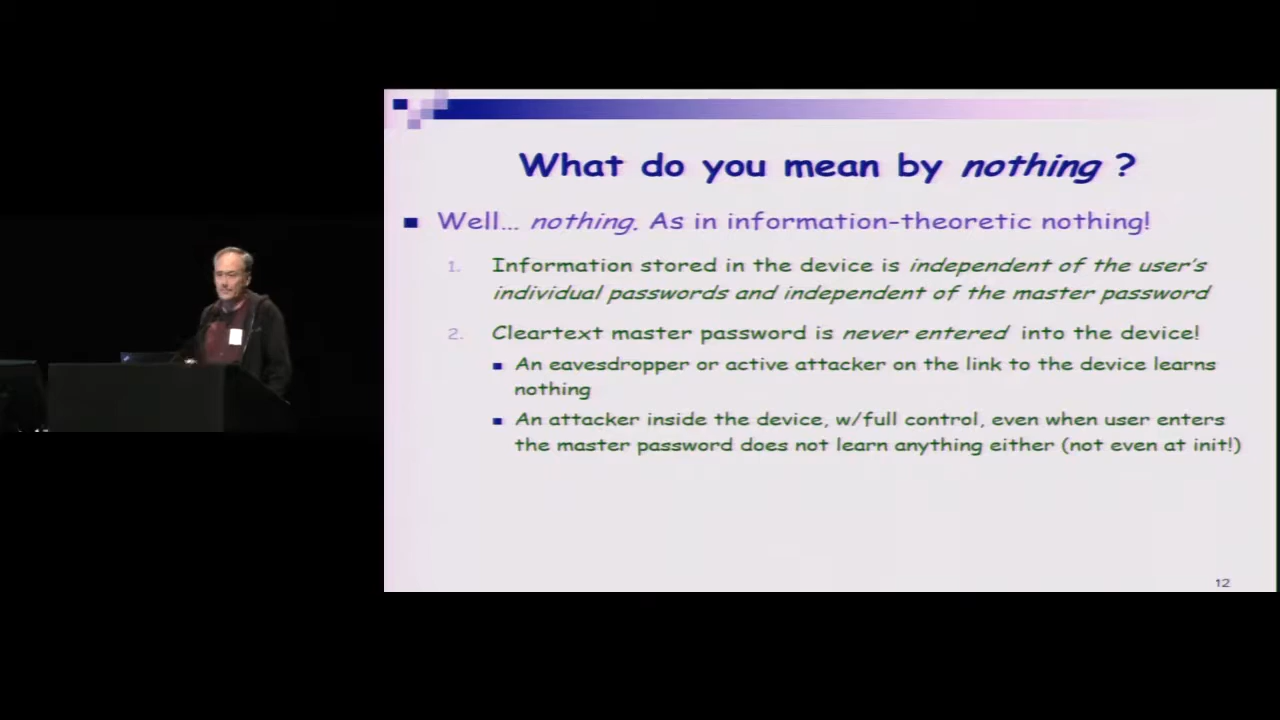 What do you mean by nothing ?
Well... nothing. As in information-theoretic nothing!
1. Information stored in the device is independent of the user's
individual passwords and independent of the master password
2. Cleartext master password is never entered into the device!
An eavesdropper or active attacker on the link to the device learns
nothing
An attacker inside the device, w/full control, even when user enters
the master password does not learn anything either (not even at init!)
12